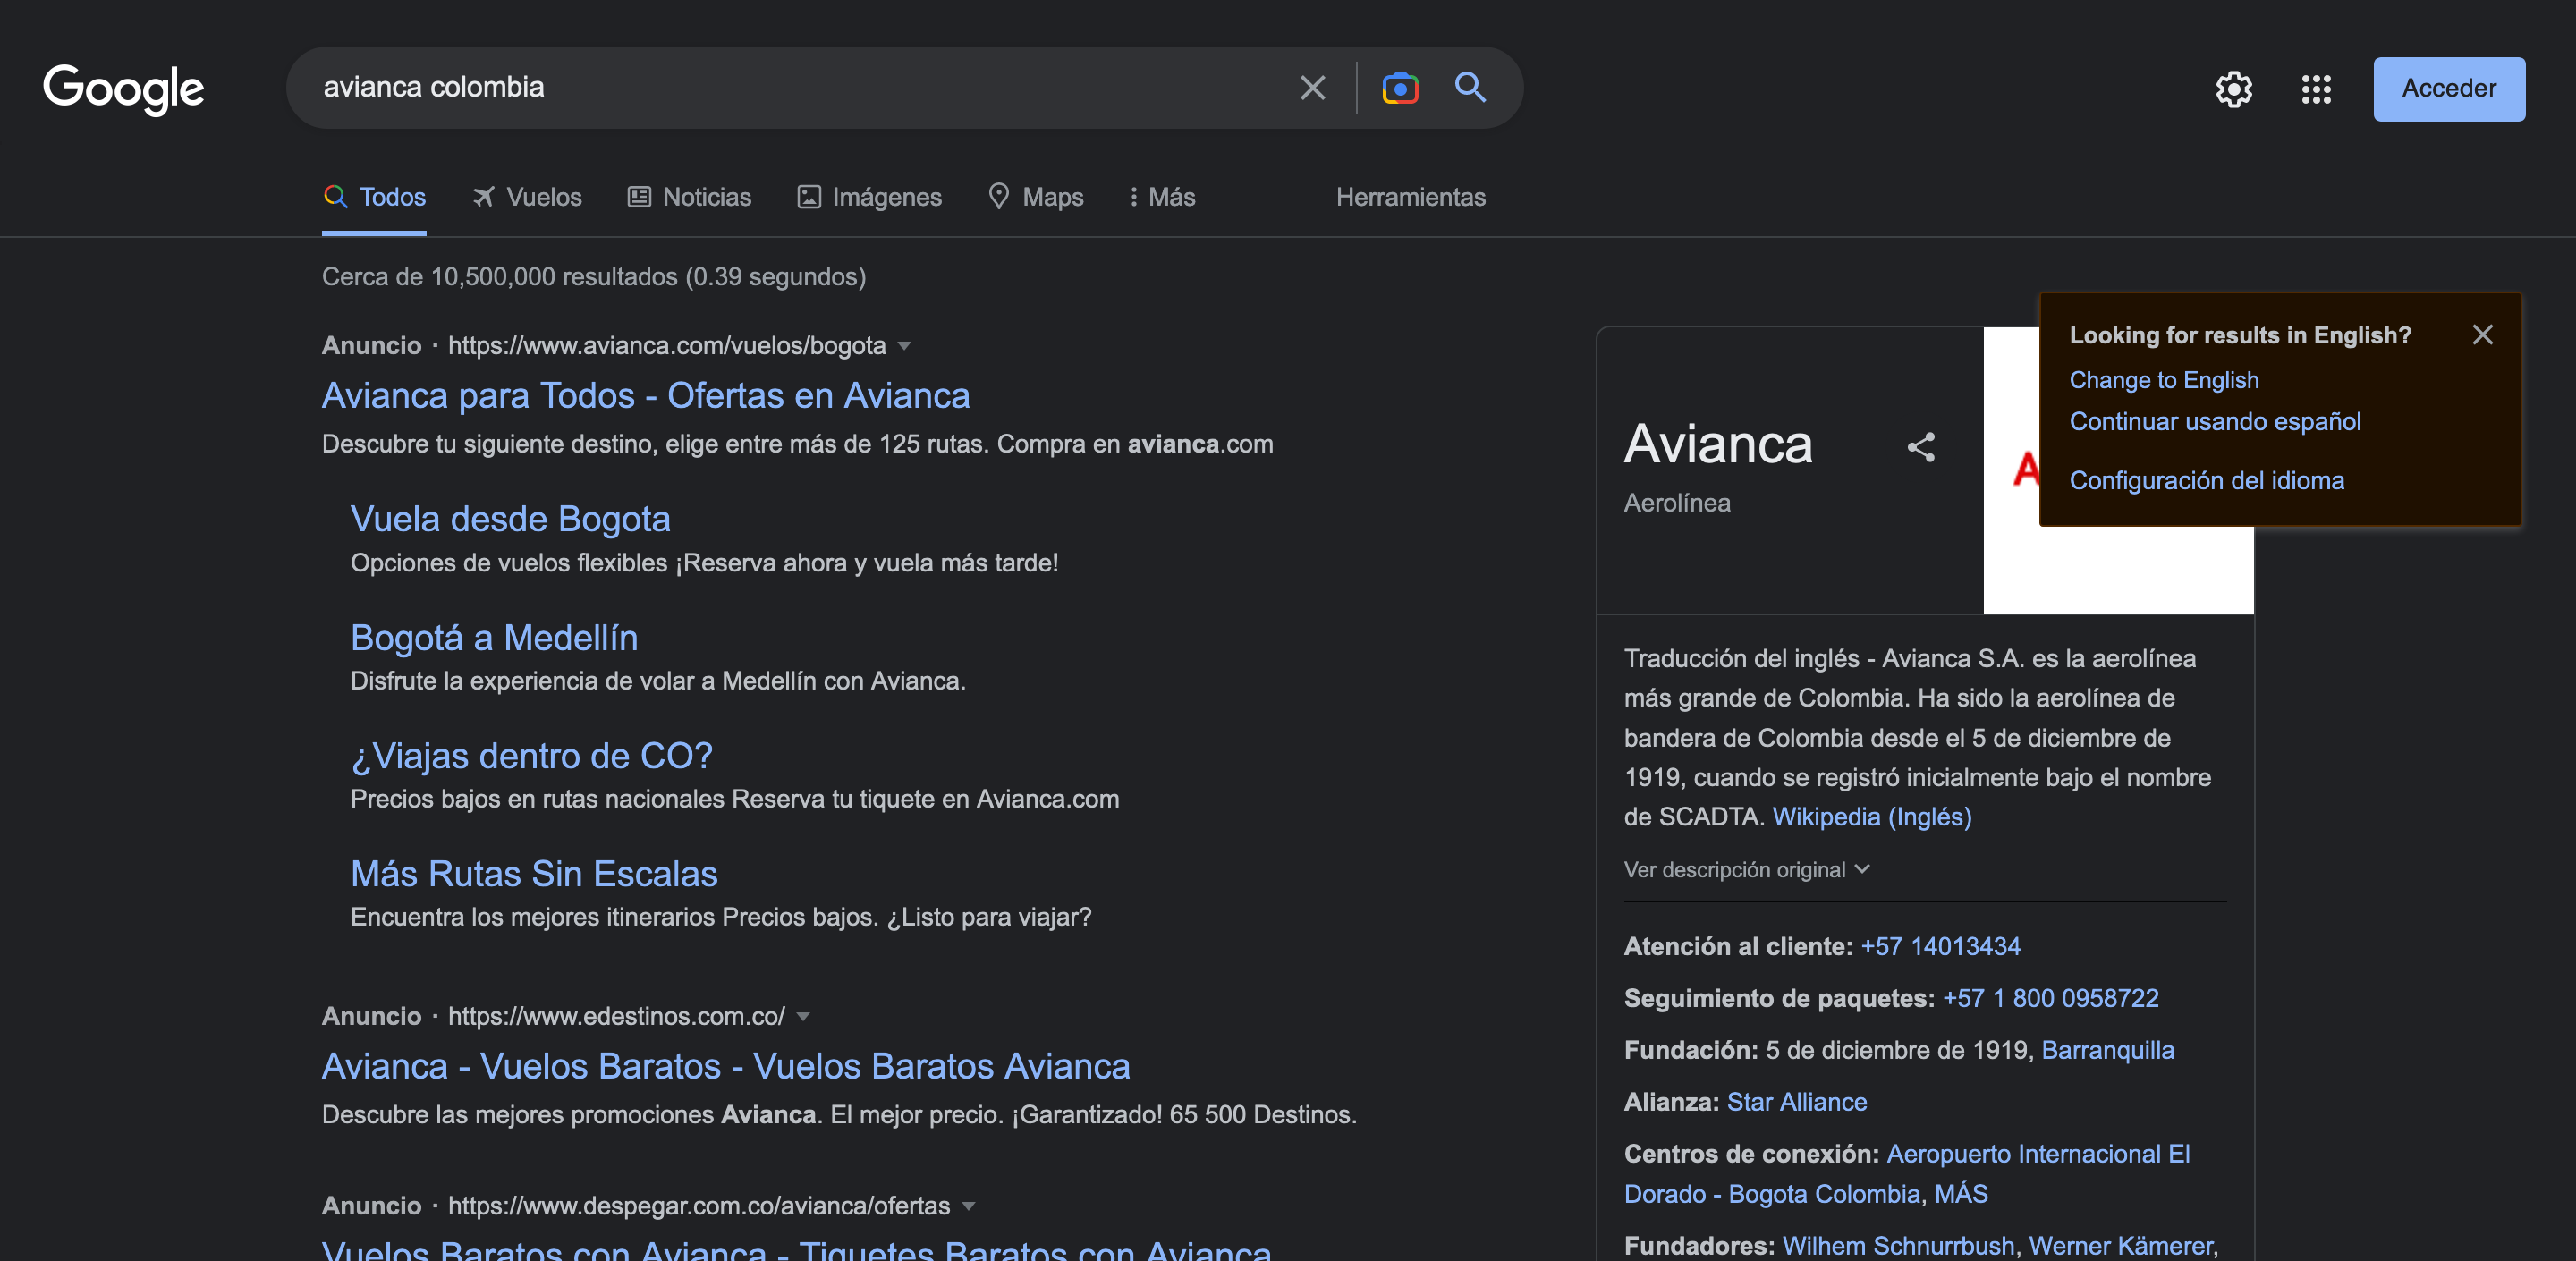 Google
avianca colombia
Acceder
Todos
Vuelos
Noticias
Imágenes
Maps
Más
Herramientas
Cerca de 10,500,000 resultados (0.39 segundos)
Anuncio · https://www.avianca.com/vuelos/bogota
Avianca para Todos - Ofertas en Avianca
Descubre tu siguiente destino, elige entre más de 125 rutas. Compra en avianca.com
Vuela desde Bogota
Opciones de vuelos flexibles ¡Reserva ahora y vuela más tarde!
Bogotá a Medellín
Disfrute la experiencia de volar a Medellín con Avianca.
¿Viajas dentro de CO?
Precios bajos en rutas nacionales Reserva tu tiquete en Avianca.com
Más Rutas Sin Escalas
Encuentra los mejores itinerarios Precios bajos. ¿Listo para viajar?
Anuncio · https://www.edestinos.com.co/
Avianca - Vuelos Baratos - Vuelos Baratos Avianca
Descubre las mejores promociones Avianca. El mejor precio. ¡Garantizado! 65 500 Destinos.
Anuncio · https://www.despegar.com.co/avianca/ofertas
Vuelos Baratos con Avianca - Tiquetes Baratos con Avianca
Looking for results in English?
Change to English
Continuar usando español
Configuración del idioma
Avianca
Aerolínea
A
Traducción del inglés - Avianca S.A. es la aerolínea
más grande de Colombia. Ha sido la aerolínea de
bandera de Colombia desde el 5 de diciembre de
1919, cuando se registró inicialmente bajo el nombre
de SCADTA. Wikipedia (Inglés)
Ver descripción original
Atención al cliente: +57 14013434
Seguimiento de paquetes: +57 1 800 0958722
Fundación: 5 de diciembre de 1919, Barranquilla
Alianza: Star Alliance
Centros de conexión: Aeropuerto Internacional El
Dorado - Bogota Colombia, MÁS
Fundadores: Wilhem Schnurrbush, Werner Kämerer,